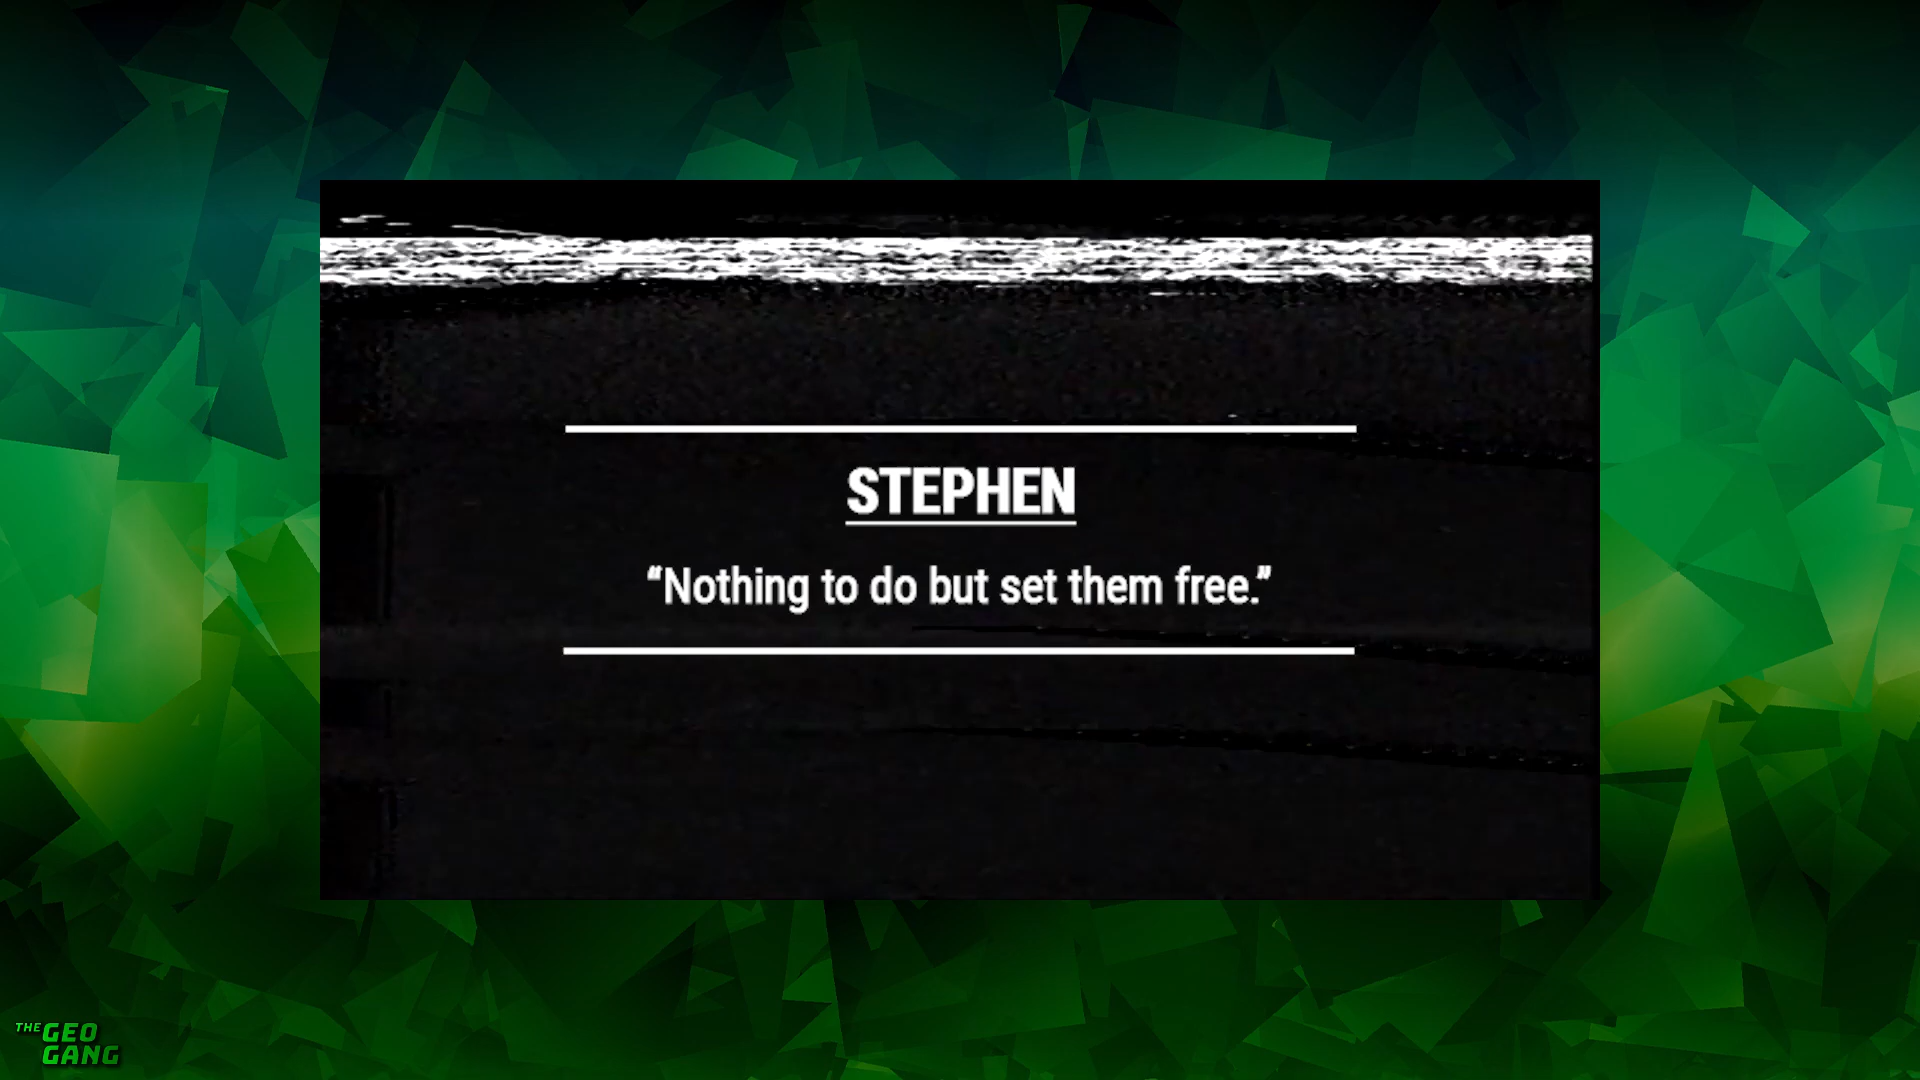 STEPHEN
“Nothing to do but set them free.”
THE GEO
GANG